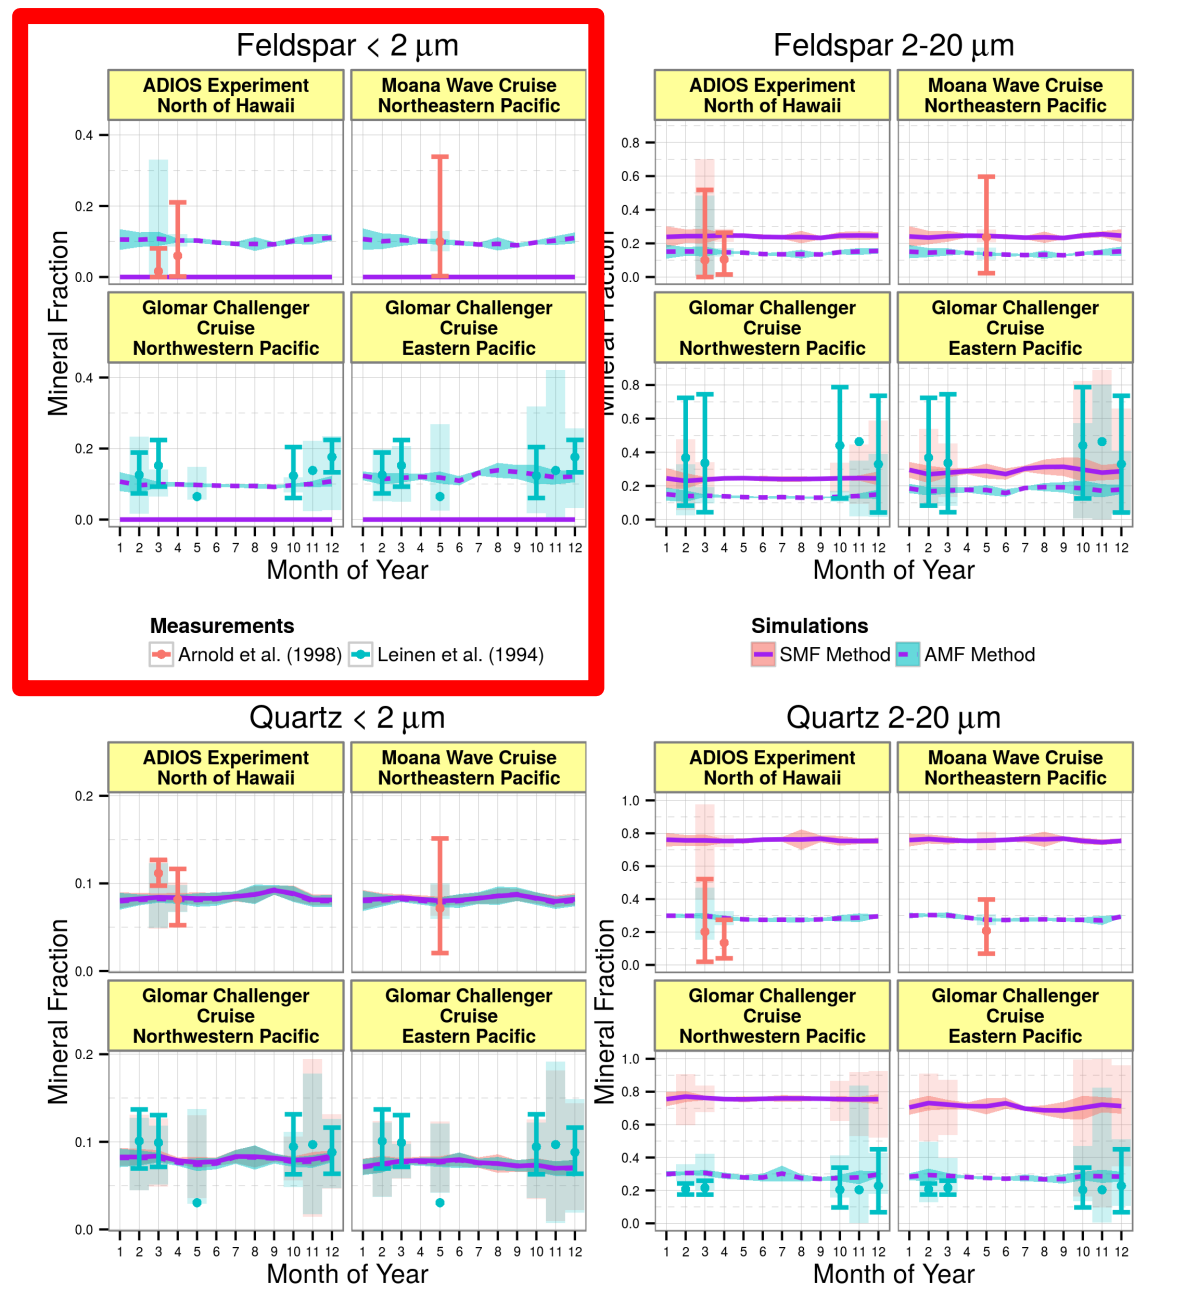 Feldspar < 2 μm
ADIOS Experiment
North of Hawaii
Moana Wave Cruise
Northeastern Pacific
0.4
0.2
0.0
Glomar Challenger
Cruise
Northwestern Pacific
Glomar Challenger
Cruise
Eastern Pacific
0.4
0.2
0.0
Mineral Fraction
1 2 3 4 5 6 7 8 9 10 11 12
1 2 3 4 5 6 7 8 9 10 11 12
Month of Year
Measurements
Arnold et al. (1998)
Leinen et al. (1994)
Feldspar 2-20 μm
ADIOS Experiment
North of Hawaii
Moana Wave Cruise
Northeastern Pacific
0.8
0.6
0.4
0.2
0.0
Glomar Challenger
Cruise
Northwestern Pacific
Glomar Challenger
Cruise
Eastern Pacific
0.8
0.6
0.4
0.2
0.0
Mineral Fraction
1 2 3 4 5 6 7 8 9 10 11 12
1 2 3 4 5 6 7 8 9 10 11 12
Month of Year
Simulations
SMF Method
AMF Method
Quartz < 2 μm
ADIOS Experiment
North of Hawaii
Moana Wave Cruise
Northeastern Pacific
0.2
0.1
0.0
Glomar Challenger
Cruise
Northwestern Pacific
Glomar Challenger
Cruise
Eastern Pacific
0.2
0.1
0.0
Mineral Fraction
1 2 3 4 5 6 7 8 9 10 11 12
1 2 3 4 5 6 7 8 9 10 11 12
Month of Year
Quartz 2-20 μm
ADIOS Experiment
North of Hawaii
Moana Wave Cruise
Northeastern Pacific
1.0
0.8
0.6
0.4
0.2
0.0
Glomar Challenger
Cruise
Northwestern Pacific
Glomar Challenger
Cruise
Eastern Pacific
1.0
0.8
0.6
0.4
0.2
0.0
Mineral Fraction
1 2 3 4 5 6 7 8 9 10 11 12
1 2 3 4 5 6 7 8 9 10 11 12
Month of Year